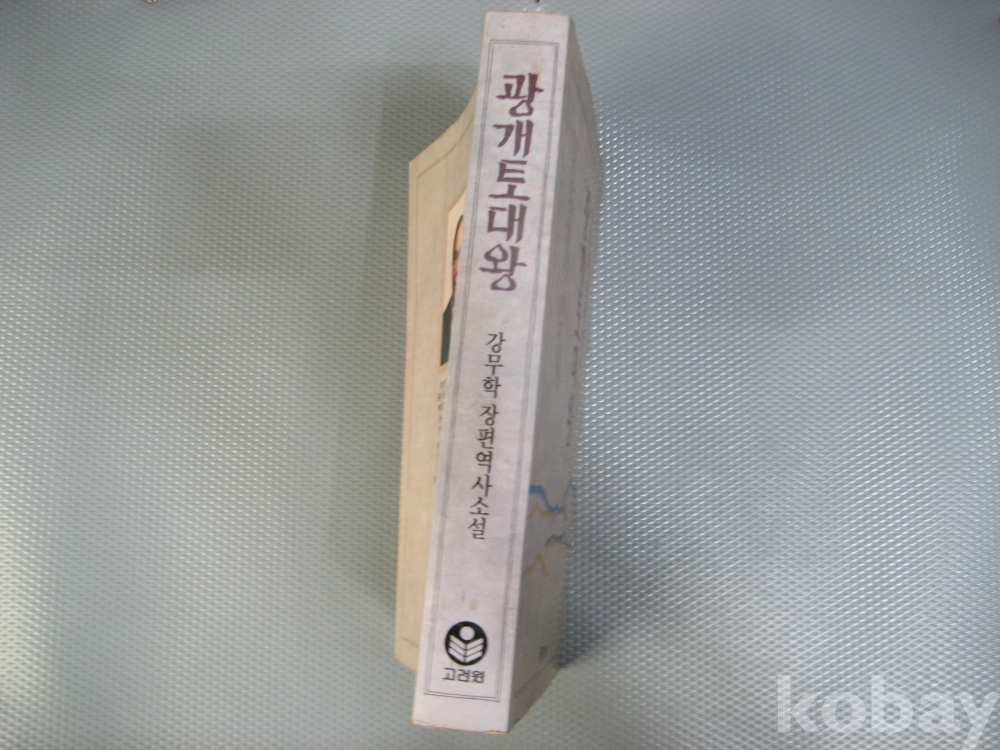 광개토대왕
강무학 장편역사소설
고려원
kobay